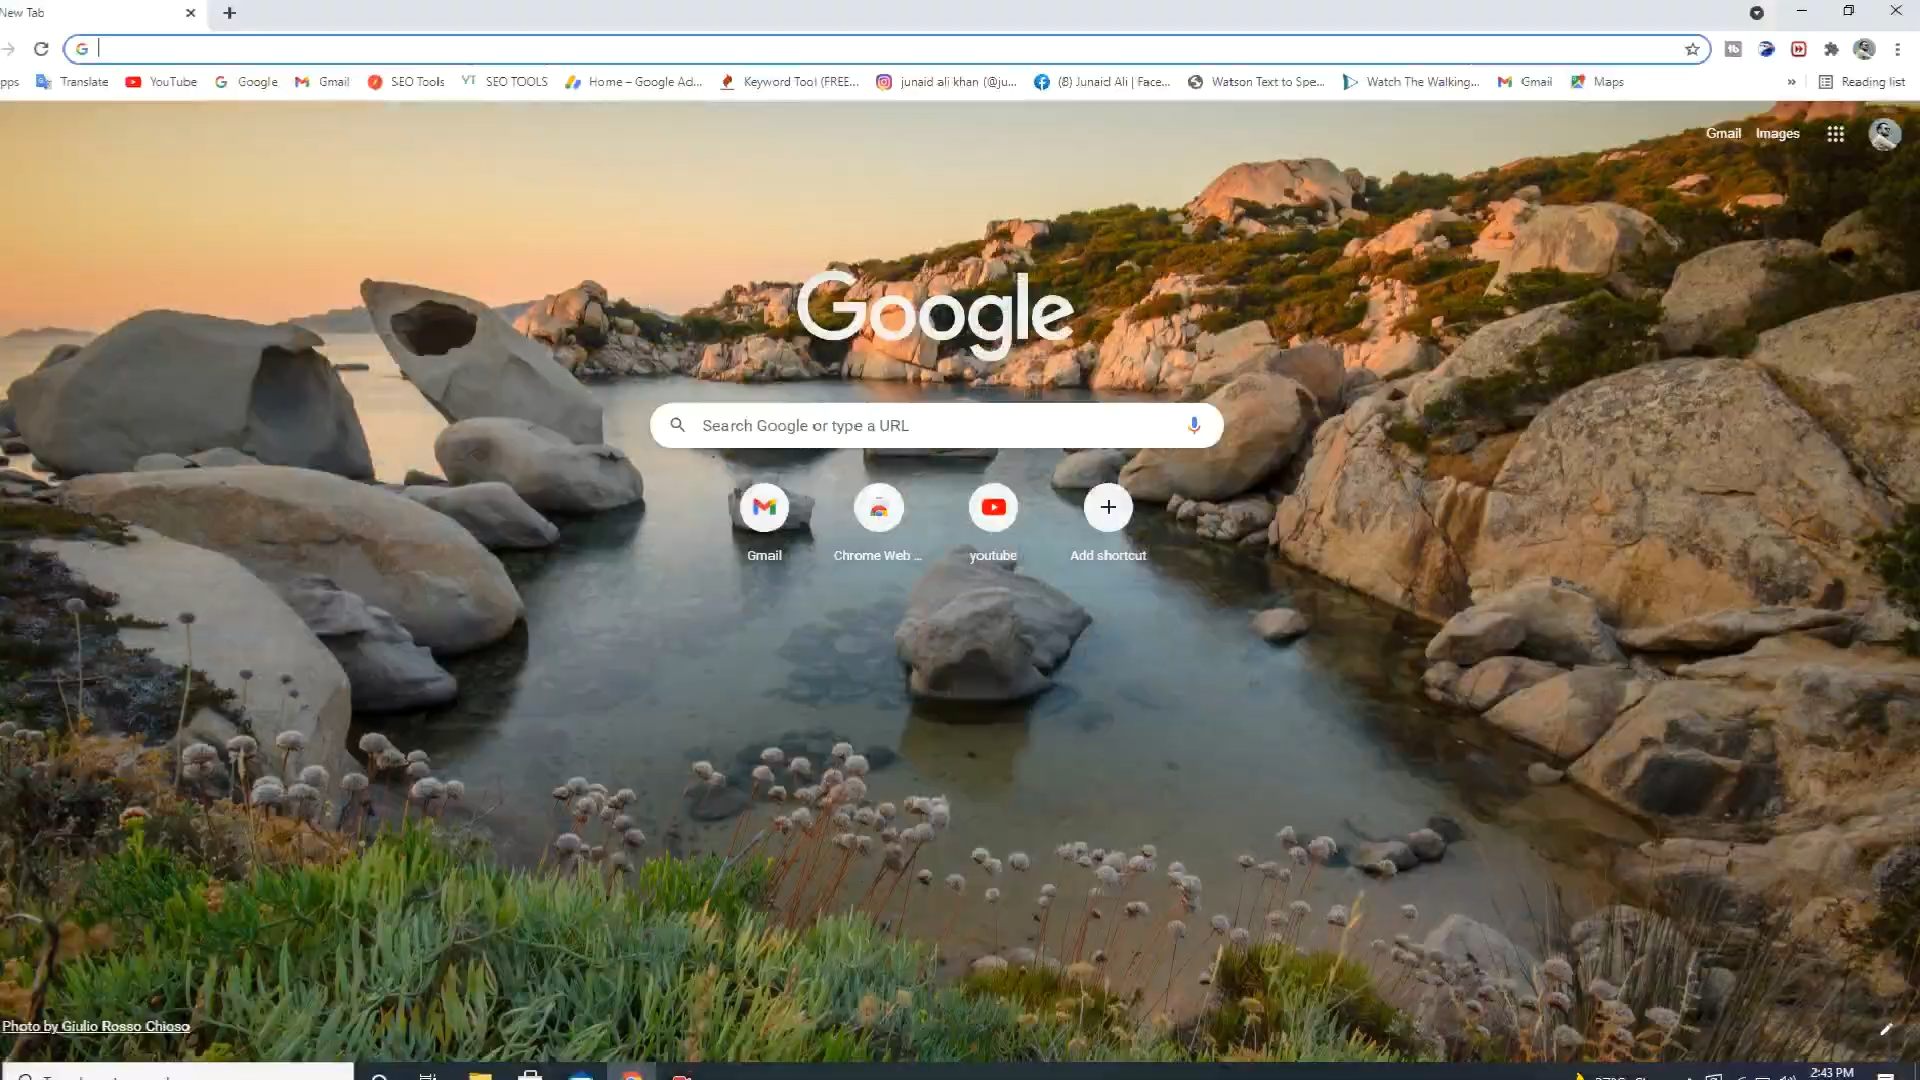 New Tab
pps Translate YouTube Google Gmail SEO Tools YT SEO TOOLS Home – Google Ad... Keyword Tool (FREE... junaid ali khan (@ju... (8) Junaid Ali | Face... Watson Text to Spe... Watch The Walking... Gmail Maps » Reading list
Gmail Images
Google
Search Google or type a URL
Gmail Chrome Web ... youtube Add shortcut
Photo by Giulio Rosso Chioso
2:43 PM